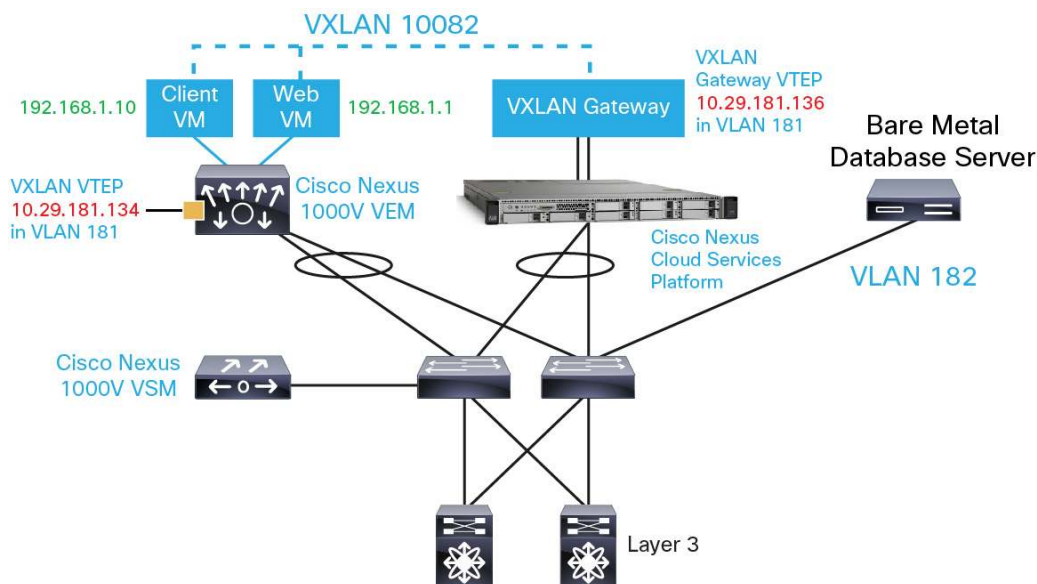 VXLAN 10082
192.168.1.10
Client
VM
Web
VM
192.168.1.1
VXLAN Gateway
VXLAN
Gateway VTEP
10.29.181.136
in VLAN 181
Bare Metal
Database Server
VXLAN VTEP
10.29.181.134
in VLAN 181
Cisco Nexus
1000V VEM
Cisco Nexus
Cloud Services
Platform
VLAN 182
Cisco Nexus
1000V VSM
Layer 3